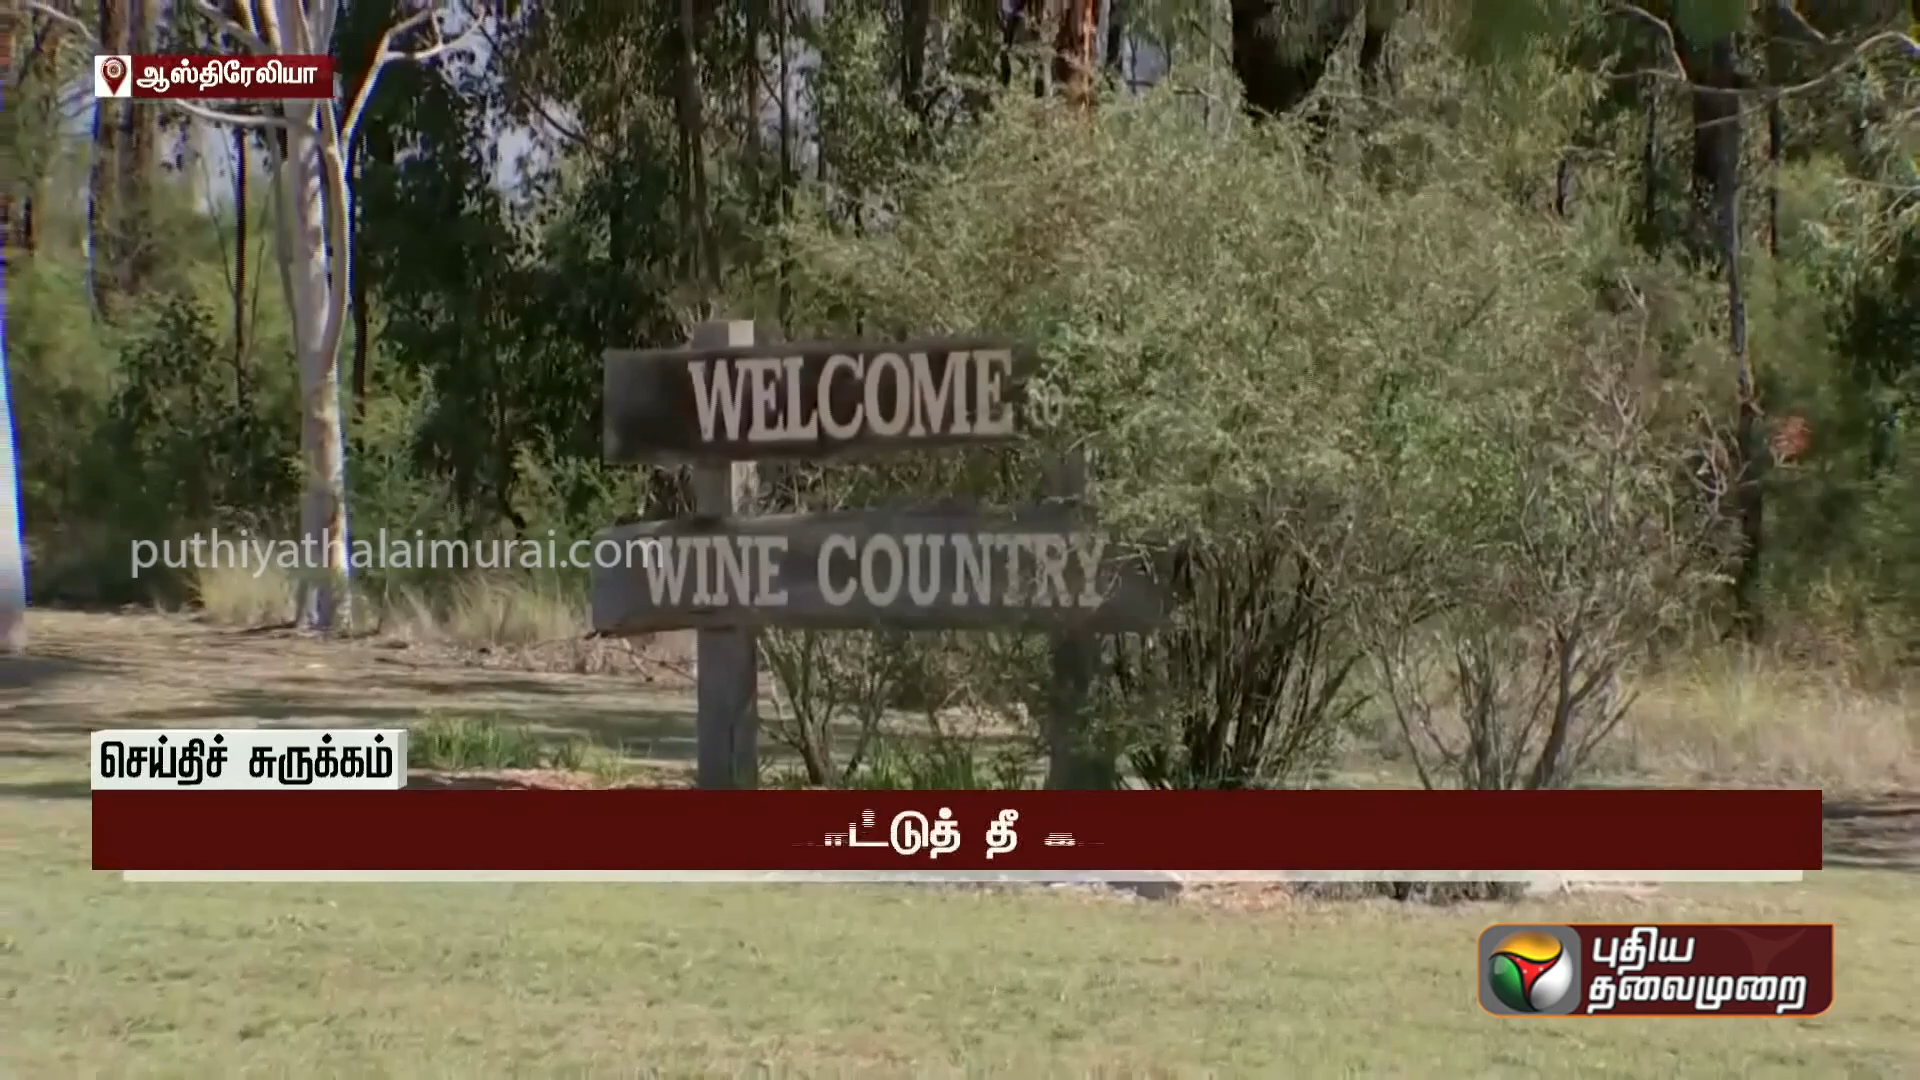 ஆஸ்திரேலியா
WELCOME
puthiyathalaimurai.com
WINE COUNTRY
செய்திச் சுருக்கம்
தீ
புதிய
தலைமுறை